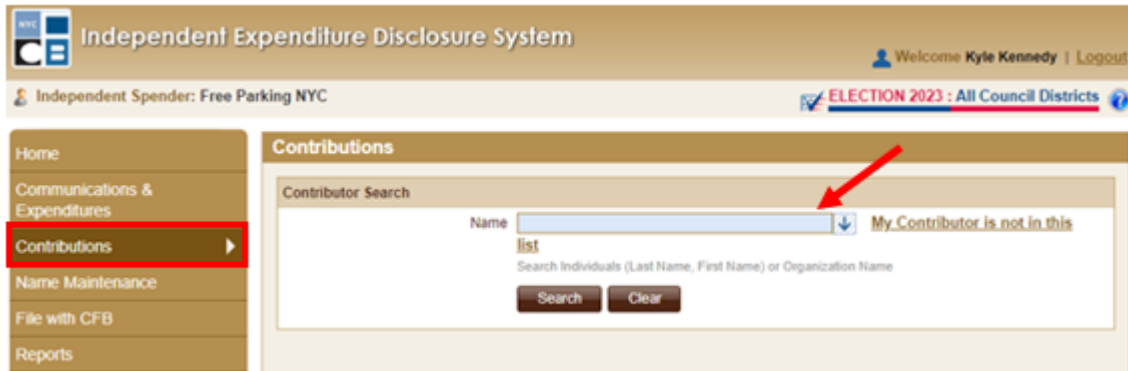 NYC
CFB
Independent Expenditure Disclosure System
Welcome Kyle Kennedy | Logout
Independent Spender: Free Parking NYC
ELECTION 2023 : All Council Districts ?
Home
Communications &
Expenditures
Contributions
Name Maintenance
File with CFB
Reports
Contributions
Contributor Search
Name
My Contributor is not in this
list
Search Individuals (Last Name, First Name) or Organization Name
Search Clear